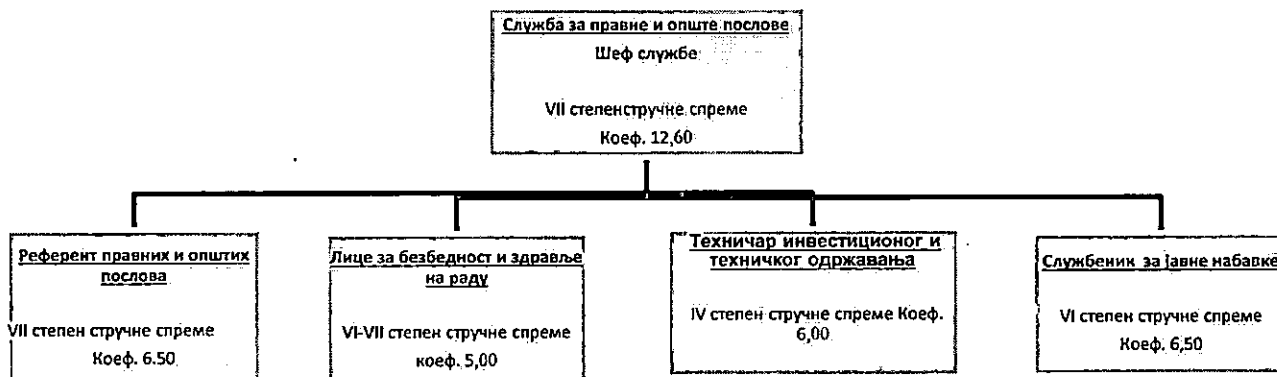 Служба за правне и опште послове
Шеф службе
VII степенстручне спреме
Коеф. 12,60
Референт правних и општих
послова
VII степен стручне спреме
Коеф. 6.50
Лице за безбедност и здравље
на раду
VI-VII степен стручне спреме
коеф. 5,00
Техничар инвестиционог и
техничког одржавања
IV степен стручне спреме Коеф.
6,00
Службеник за јавне набавке
VI степен стручне спреме
Коеф. 6,50